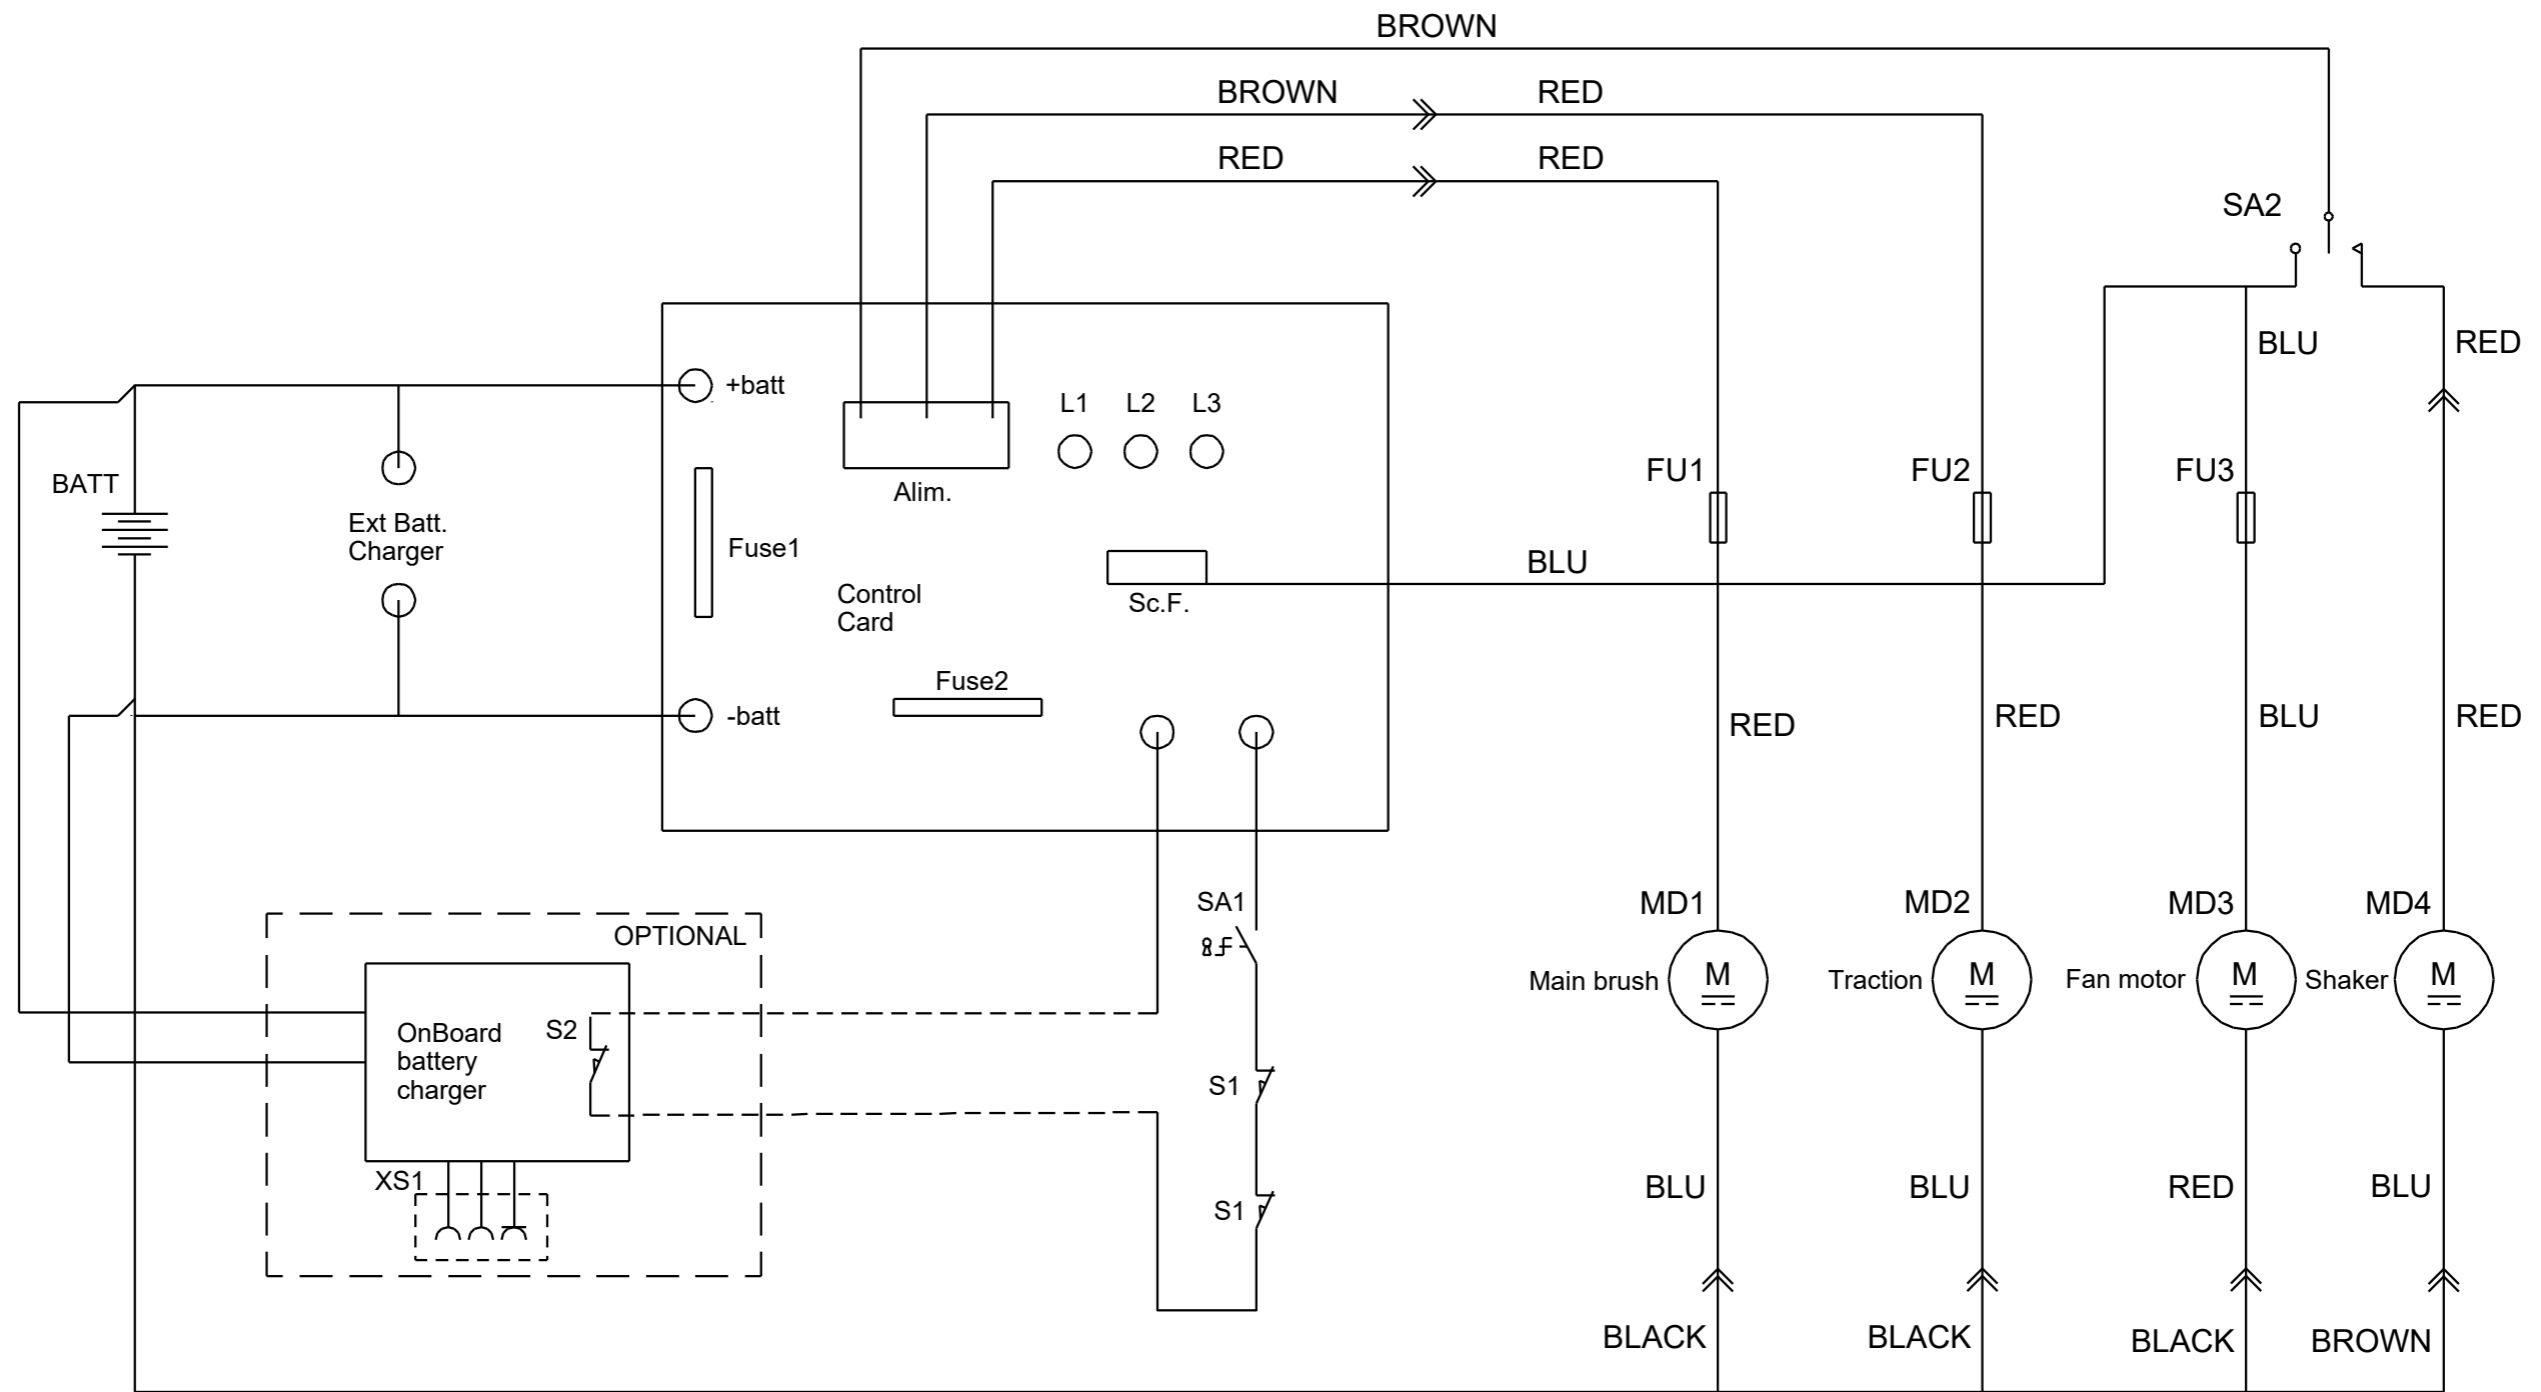 BROWN
BROWN
RED
RED
RED
SA2
BLU
RED
+batt
L1
L2
L3
BATT
Alim.
FU1
FU2
FU3
Ext Batt.
Charger
Fuse1
BLU
Control
Card
Sc.F.
Fuse2
-batt
RED
RED
BLU
RED
SA1
MD1
MD2
MD3
MD4
OPTIONAL
Main brush
M
Traction
M
Fan motor
M
Shaker
M
OnBoard
battery
charger
S2
S1
XS1
S1
BLU
BLU
RED
BLU
BLACK
BLACK
BLACK
BROWN